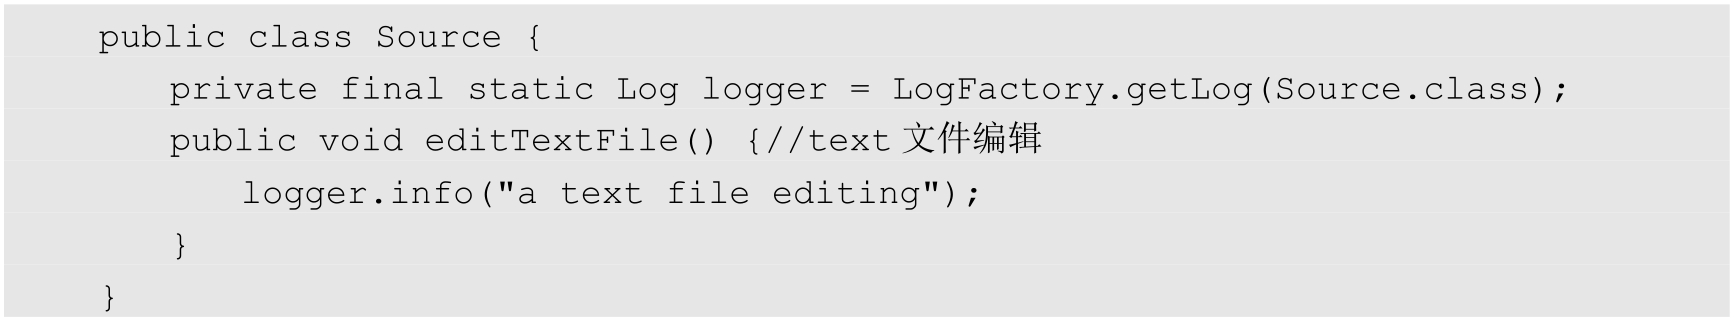 public class Source {
private final static Log logger = LogFactory.getLog(Source.class);
public void editTextFile() {//text 文件编辑
logger.info("a text file editing");
}
}